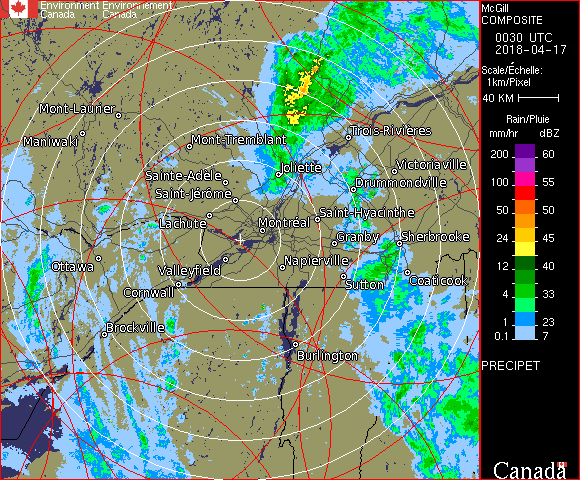 Environment Environnement
Canada Canada
McGill
COMPOSITE
0030 UTC
2018-04-17
Scale/Échelle:
1km/Pixel
40 KM
Rain/Pluie
mm/hr dBZ
200 60
100 55
50 50
24 45
12 40
4 33
1 23
0.1 7
PRECIPET
Canada
Mont-Laurier
Maniwaki
Mont-Tremblant
Trois-Rivières
Joliette
Victoriaville
Sainte-Adèle
Drummondville
Saint-Jérôme
Saint-Hyacinthe
Lachute
Montréal
Granby
Sherbrooke
Ottawa
Valleyfield
Napierville
Coaticook
Sutton
Cornwall
Brockville
Burlington